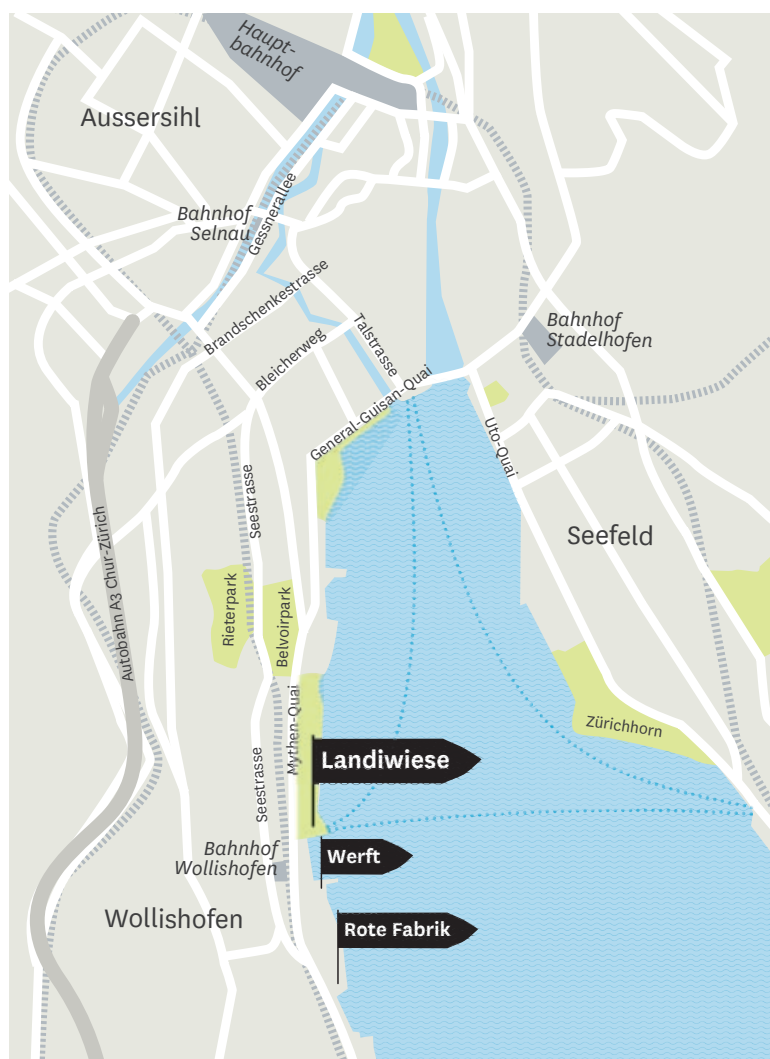 Haupt-
bahnhof
Aussersihl
Bahnhof
Selnau
Gessnerallee
Brandschenkestrasse
Bleicherweg
Talstrasse
General-Guisan-Quai
Bahnhof
Stadelhofen
Uto-Quai
Seestrasse
Seefeld
Autobahn A3 Chur-Zürich
Rieterpark
Belvoirpark
Mythen-Quai
Zürichhorn
Landiwiese
Seestrasse
Bahnhof
Wollishofen
Werft
Wollishofen
Rote Fabrik